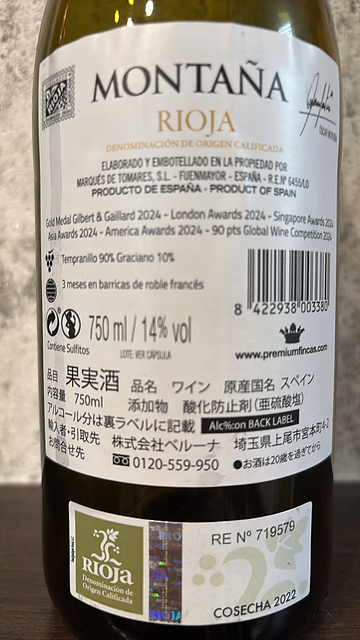 MONTAÑA
RIOJA
DENOMINACIÓN DE ORIGEN CALIFICADA
ELABORADO Y EMBOTELLADO EN LA PROPIEDAD POR
MARQUÉS DE TOMARES, S.L. - FUENMAYOR - ESPAÑA - R.E.Nº 6455/LO
PRODUCTO DE ESPAÑA - PRODUCT OF SPAIN
Gold Medal Gilbert & Gaillard 2024 - London Awards 2024 - Singapore Awards 2024
Asia Awards 2024 - America Awards 2024 - 90 pts Global Wine Competition 2024
Tempranillo 90% Graciano 10%
3 meses en barricas de roble francés
8 422938 003380
750 ml / 14% vol
Contiene Sulfitos
LOTE: VER CÁPSULA
www.premiumfincas.com
品目 果実酒 品名 ワイン 原産国名 スペイン
内容量 750ml 添加物 酸化防止剤(亜硫酸塩)
アルコール分は裏ラベルに記載 Alc%:on BACK LABEL
輸入者・引取先 株式会社ベルーナ 埼玉県上尾市宮本町4-2
お問合せ先 0120-559-950 ●お酒は20歳を過ぎてから
RIOJA
Denominación de
Origen Calificada
RE Nº 719579
COSECHA 2022